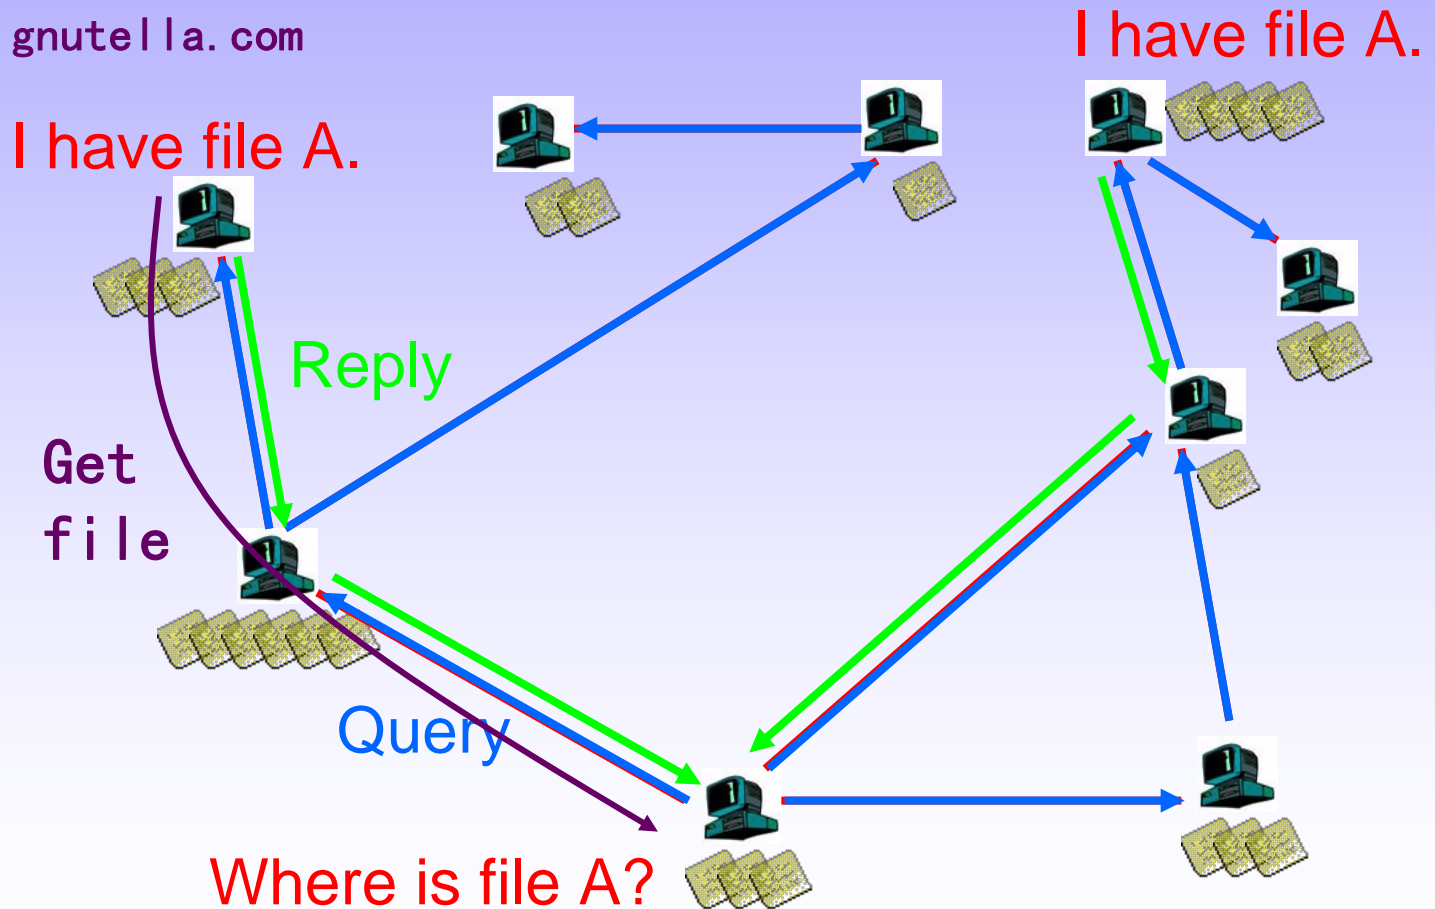 gnutella.com
I have file A.
I have file A.
Reply
Get
file
Query
Where is file A?